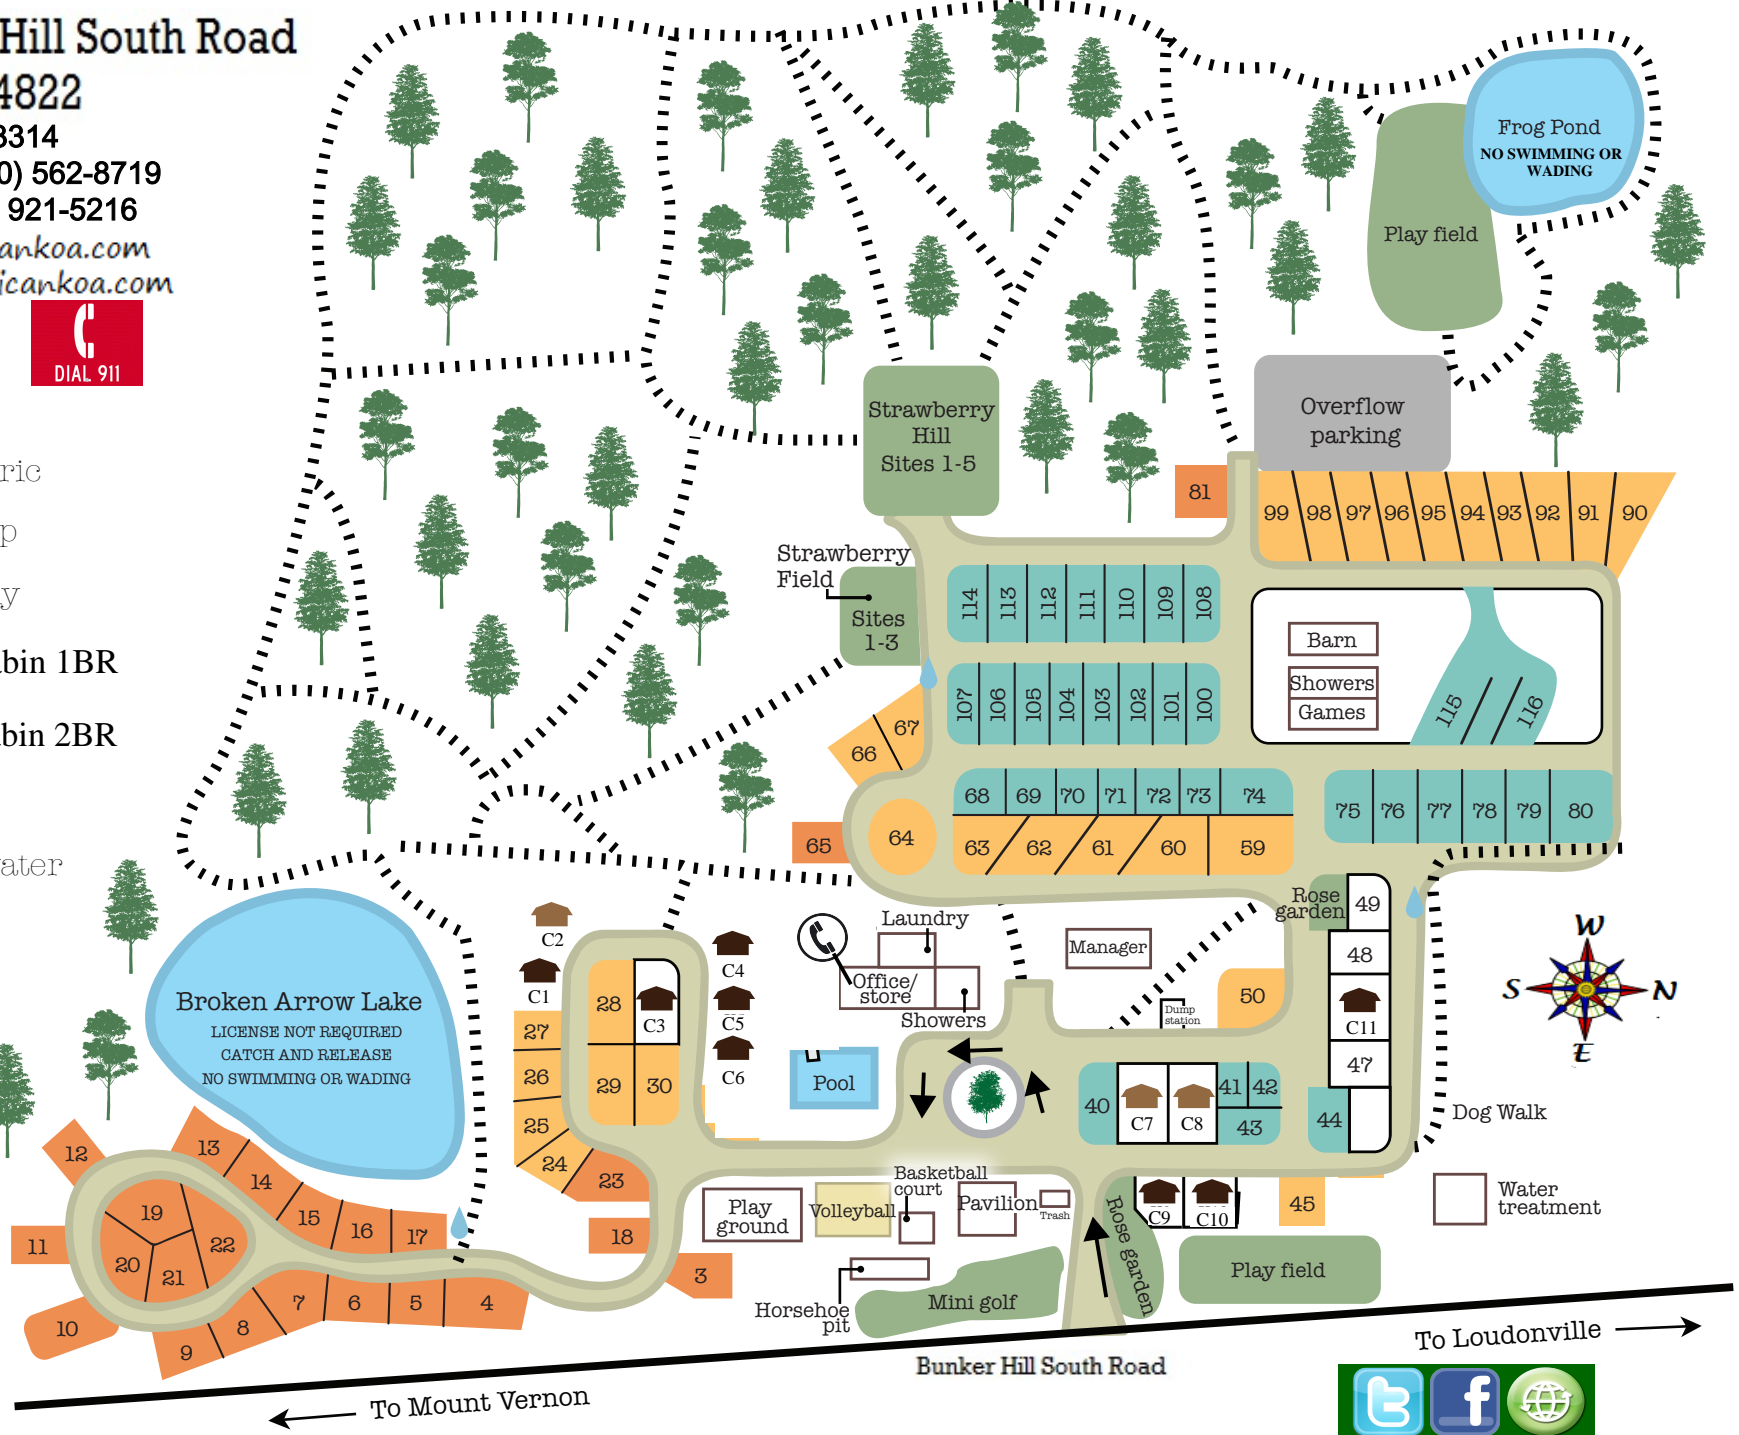 Hill South Road
4822
3314
0) 562-8719
921-5216
ankoa.com
icankoa.com
DIAL 911
ric
p
y
bin 1BR
bin 2BR
ater
Frog Pond
NO SWIMMING OR
WADING
Play field
Strawberry
Hill
Sites 1-5
Overflow
parking
81
99 98 97 96 95 94 93 92 91 90
Strawberry
Field
Sites
1-3
114 113 112 111 110 109 108
107 106 105 104 103 102 101 100
Barn
Showers
Games
115 116
67
66
68 69 70 71 72 73 74
63 62 61 60 59
75 76 77 78 79 80
65
64
Rose
garden
49
48
C11
47
44
Laundry
Office/
store
Showers
Manager
Dump
station
50
C2
C1
C4
C5
C6
28
C3
29 30
27
26
25
24
23
18
3
Pool
40
C7 C8
41 42
43
Dog Walk
W
S N
E
Broken Arrow Lake
LICENSE NOT REQUIRED
CATCH AND RELEASE
NO SWIMMING OR WADING
12
13
14
15
16
17
11
19
20
21
22
10
9
8
7
6
5
4
Play
ground
Volleyball
Basketball
court
Pavilion
Trash
Rose garden
C9 C10
45
Water
treatment
Horsehoe
pit
Mini golf
Play field
Bunker Hill South Road
To Loudonville
To Mount Vernon